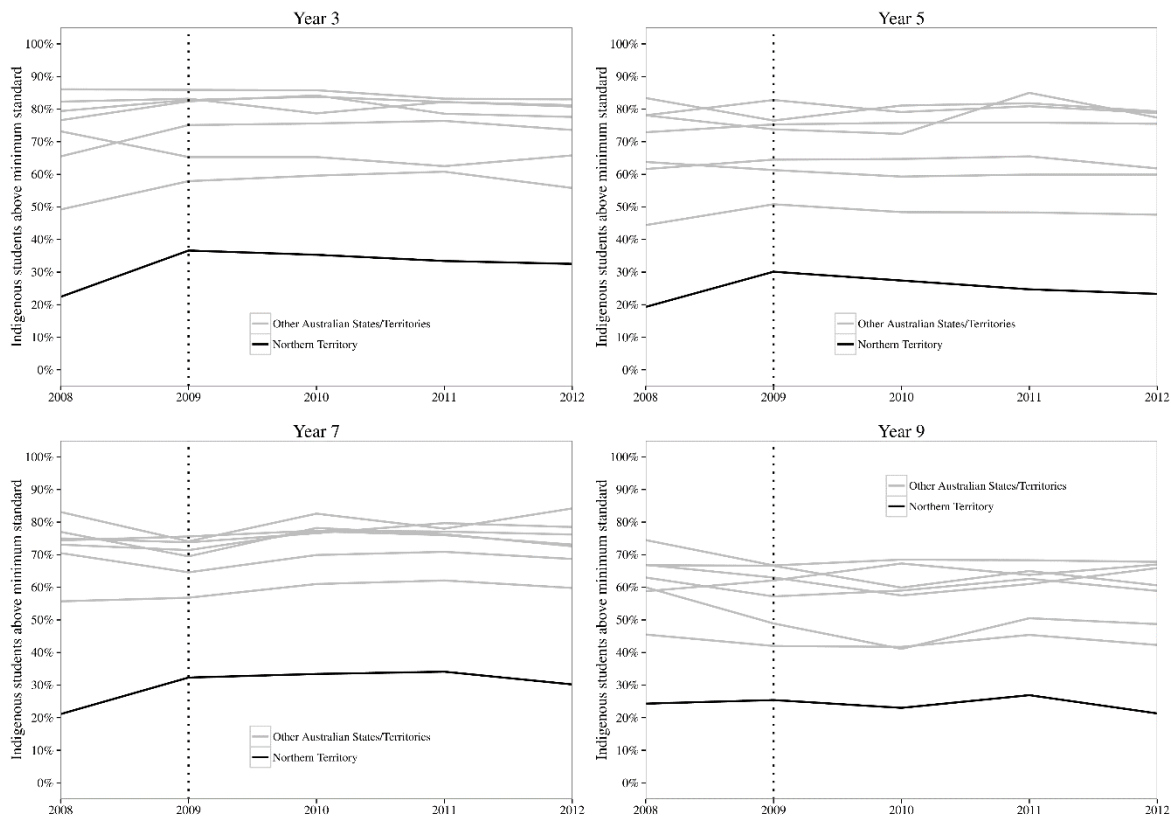 Year 3
Indigenous students above minimum standard
100%
90%
80%
70%
60%
50%
40%
30%
20%
10%
0%
Other Australian States/Territories
Northern Territory
2008 2009 2010 2011 2012
Year 5
Indigenous students above minimum standard
100%
90%
80%
70%
60%
50%
40%
30%
20%
10%
0%
Other Australian States/Territories
Northern Territory
2008 2009 2010 2011 2012
Year 7
Indigenous students above minimum standard
100%
90%
80%
70%
60%
50%
40%
30%
20%
10%
0%
Other Australian States/Territories
Northern Territory
2008 2009 2010 2011 2012
Year 9
Indigenous students above minimum standard
100%
90%
80%
70%
60%
50%
40%
30%
20%
10%
0%
Other Australian States/Territories
Northern Territory
2008 2009 2010 2011 2012